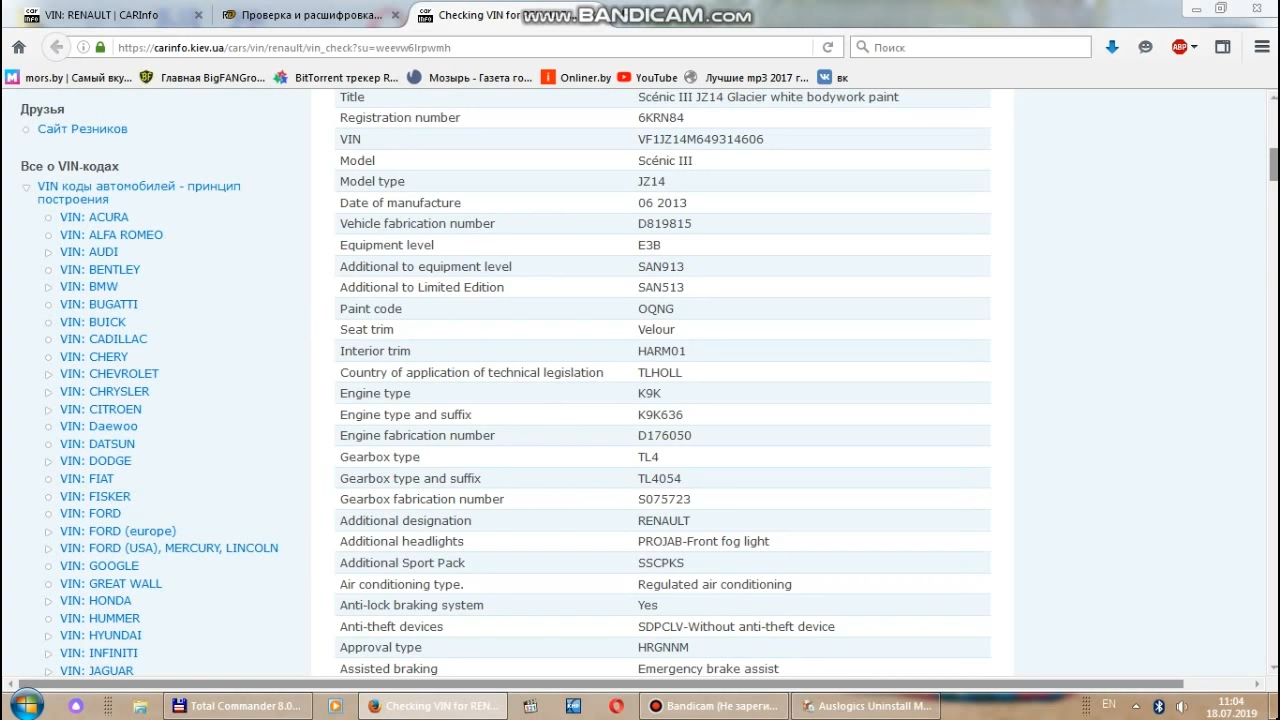 VIN: RENAULT | CARInfo
Проверка и расшифровка...
Checking VIN for
www.BANDICAM.com
https://carinfo.kiev.ua/cars/vin/renault/vin_check?su=weevw6lrpwmh
Поиск
ABP
mors.by | Самый вку...
Главная BigFANGro...
BitTorrent трекер R...
Мозырь - Газета го...
Onliner.by
YouTube
Лучшие mp3 2017 г...
вк
Друзья
Сайт Резников
Все о VIN-кодах
VIN коды автомобилей - принцип
построения
VIN: ACURA
VIN: ALFA ROMEO
VIN: AUDI
VIN: BENTLEY
VIN: BMW
VIN: BUGATTI
VIN: BUICK
VIN: CADILLAC
VIN: CHERY
VIN: CHEVROLET
VIN: CHRYSLER
VIN: CITROEN
VIN: Daewoo
VIN: DATSUN
VIN: DODGE
VIN: FIAT
VIN: FISKER
VIN: FORD
VIN: FORD (europe)
VIN: FORD (USA), MERCURY, LINCOLN
VIN: GOOGLE
VIN: GREAT WALL
VIN: HONDA
VIN: HUMMER
VIN: HYUNDAI
VIN: INFINITI
VIN: JAGUAR
Title Scénic III JZ14 Glacier white bodywork paint
Registration number 6KRN84
VIN VF1JZ14M649314606
Model Scénic III
Model type JZ14
Date of manufacture 06 2013
Vehicle fabrication number D819815
Equipment level E3B
Additional to equipment level SAN913
Additional to Limited Edition SAN513
Paint code OQNG
Seat trim Velour
Interior trim HARM01
Country of application of technical legislation TLHOLL
Engine type K9K
Engine type and suffix K9K636
Engine fabrication number D176050
Gearbox type TL4
Gearbox type and suffix TL4054
Gearbox fabrication number S075723
Additional designation RENAULT
Additional headlights PROJAB-Front fog light
Additional Sport Pack SSCPKS
Air conditioning type. Regulated air conditioning
Anti-lock braking system Yes
Anti-theft devices SDPCLV-Without anti-theft device
Approval type HRGNNM
Assisted braking Emergency brake assist
Total Commander 8.0...
Checking VIN for REN...
Bandicam (Не зареги...
Auslogics Uninstall M...
EN
11:04
18.07.2019